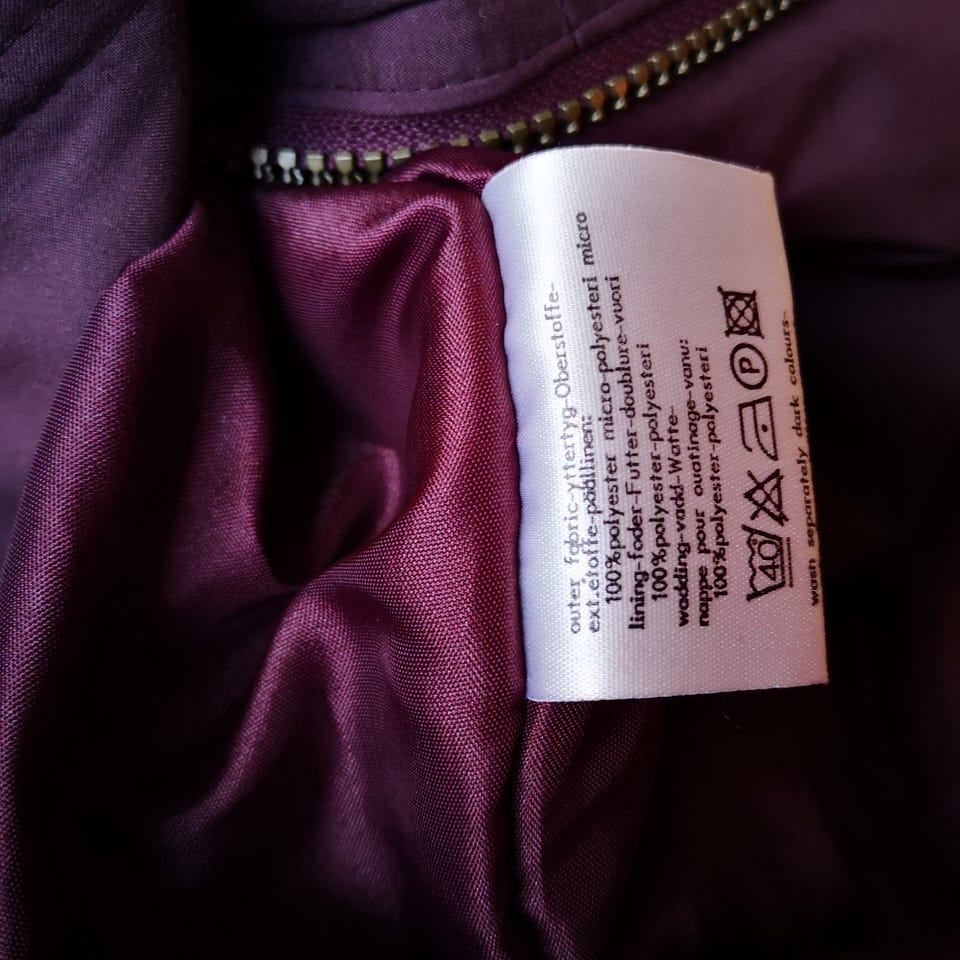 outer fabric-yttertyg-Oberstoffe-
ext.étoffe-päällinen:
100%polyester micro-polyesteri micro
lining-foder-Futter-doublure-vuori
100%polyester-polyesteri
wadding-vadd-Watte-
nappe pour ouatinage-vanu:
100%polyester-polyesteri
40 P
wash separately dark colours-